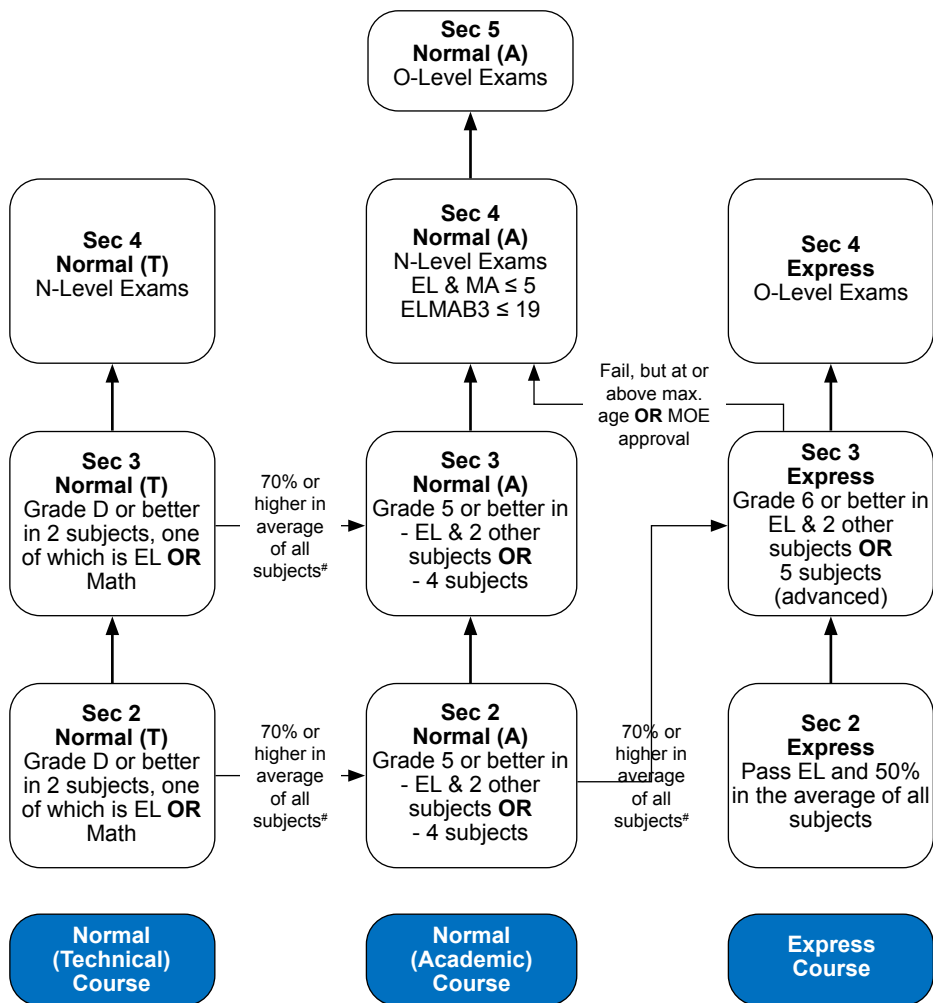 Sec 5
Normal (A)
O-Level Exams
Sec 4
Normal (T)
N-Level Exams
Sec 4
Normal (A)
N-Level Exams
EL & MA ≤ 5
ELMAB3 ≤ 19
Sec 4
Express
O-Level Exams
Fail, but at or
above max.
age OR MOE
approval
Sec 3
Normal (T)
Grade D or better
in 2 subjects, one
of which is EL OR
Math
70% or
higher in
average
of all
subjects#
Sec 3
Normal (A)
Grade 5 or better in
- EL & 2 other
subjects OR
- 4 subjects
Sec 3
Express
Grade 6 or better in
EL & 2 other
subjects OR
5 subjects
(advanced)
Sec 2
Normal (T)
Grade D or better
in 2 subjects, one
of which is EL OR
Math
70% or
higher in
average
of all
subjects#
Sec 2
Normal (A)
Grade 5 or better in
- EL & 2 other
subjects OR
- 4 subjects
70% or
higher in
average
of all
subjects#
Sec 2
Express
Pass EL and 50%
in the average of all
subjects
Normal
(Technical)
Course
Normal
(Academic)
Course
Express
Course